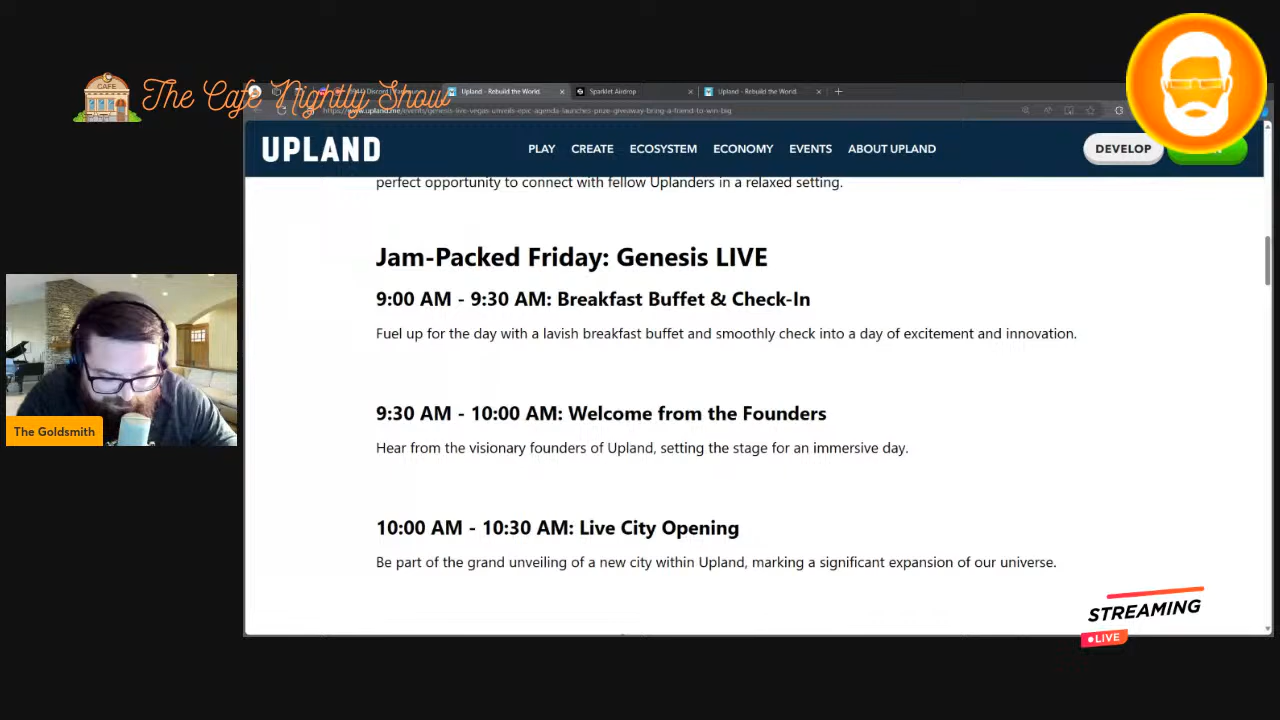 The Cafe Nightly Show
CAFE
Upland - Rebuild the World
Sparklet Airdrop
Upland - Rebuild the World
UPLAND
PLAY
CREATE
ECOSYSTEM
ECONOMY
EVENTS
ABOUT UPLAND
DEVELOP
perfect opportunity to connect with fellow Uplanders in a relaxed setting.
Jam-Packed Friday: Genesis LIVE
9:00 AM - 9:30 AM: Breakfast Buffet & Check-In
Fuel up for the day with a lavish breakfast buffet and smoothly check into a day of excitement and innovation.
9:30 AM - 10:00 AM: Welcome from the Founders
Hear from the visionary founders of Upland, setting the stage for an immersive day.
The Goldsmith
10:00 AM - 10:30 AM: Live City Opening
Be part of the grand unveiling of a new city within Upland, marking a significant expansion of our universe.
STREAMING
LIVE